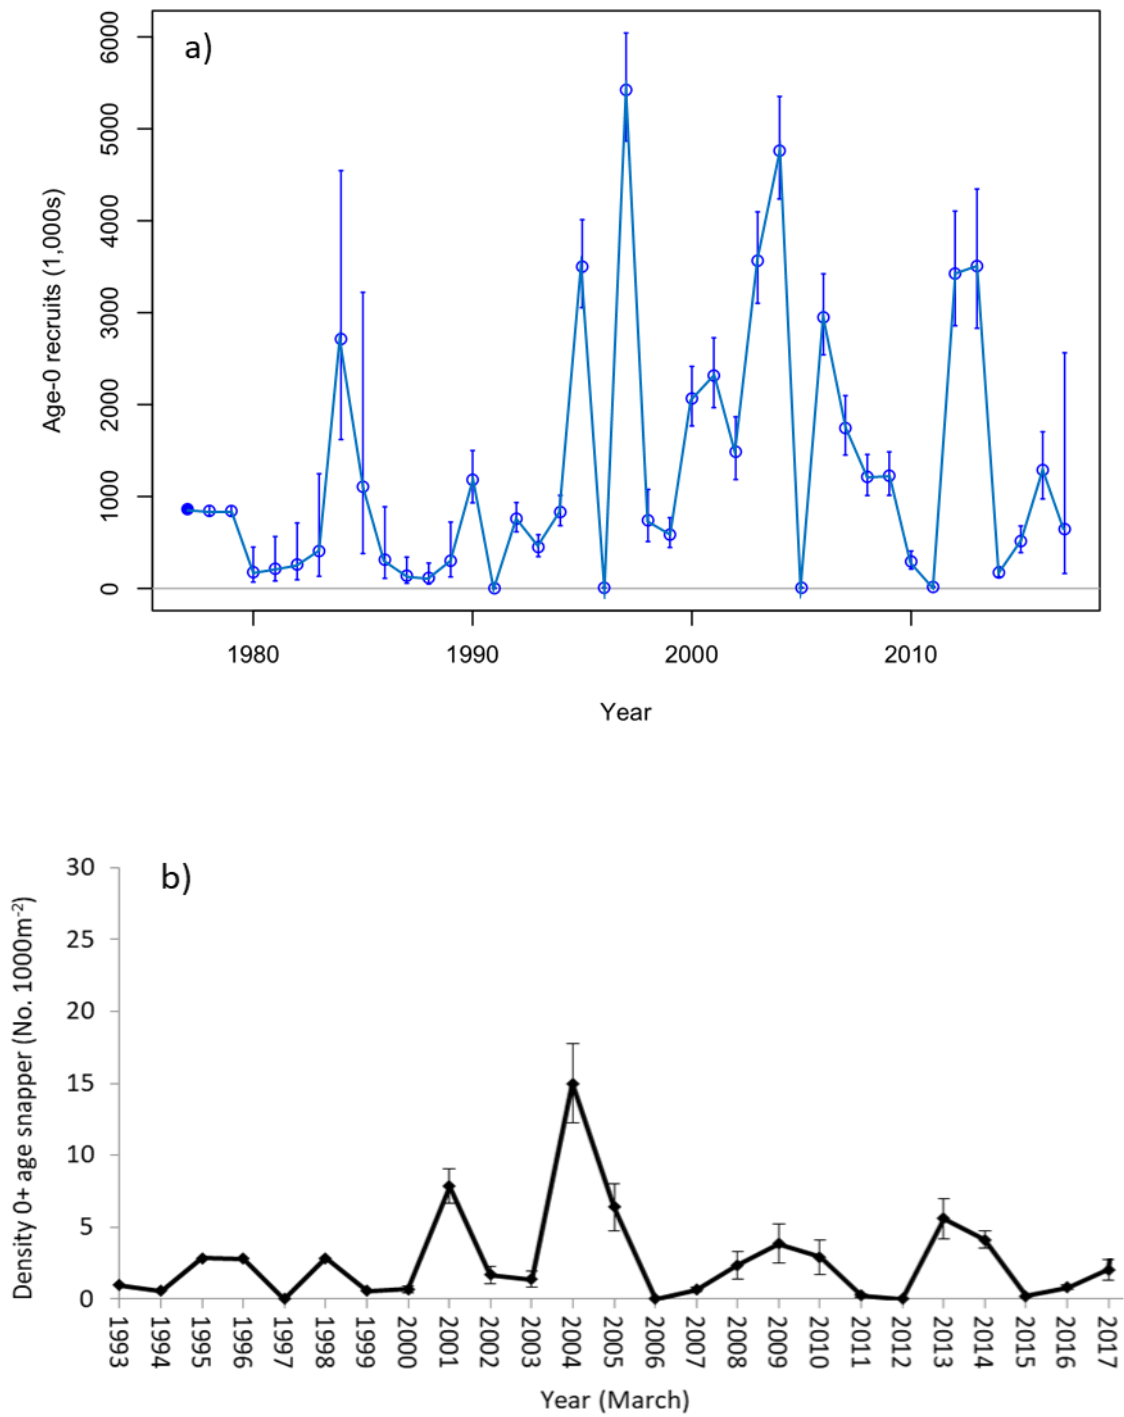 a)
6000
5000
4000
3000
2000
1000
0
Age-0 recruits (1,000s)
1980 1990 2000 2010
Year
b)
30
25
20
15
10
5
0
Density 0+ age snapper (No. 1000m⁻²)
1993 1994 1995 1996 1997 1998 1999 2000 2001 2002 2003 2004 2005 2006 2007 2008 2009 2010 2011 2012 2013 2014 2015 2016 2017
Year (March)